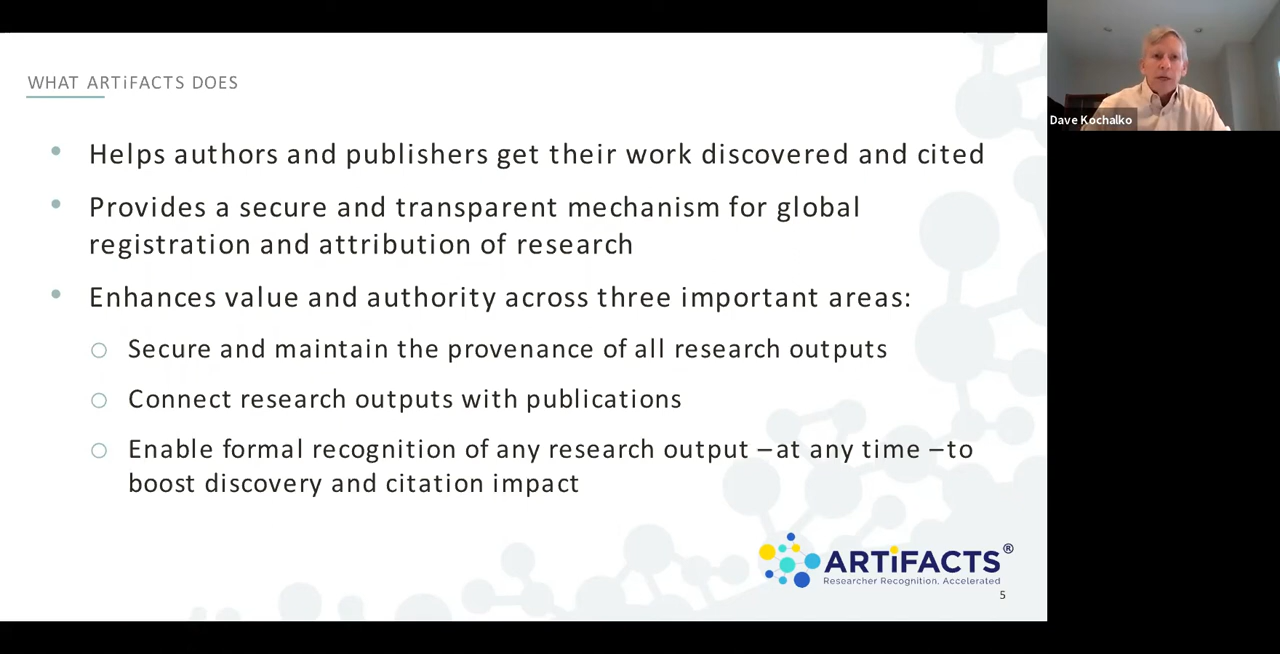 WHAT ARTiFACTS DOES
Dave Kochalko
Helps authors and publishers get their work discovered and cited
Provides a secure and transparent mechanism for global
registration and attribution of research
Enhances value and authority across three important areas:
Secure and maintain the provenance of all research outputs
Connect research outputs with publications
Enable formal recognition of any research output –at any time –to
boost discovery and citation impact
ARTiFACTS®
Researcher Recognition, Accelerated
5